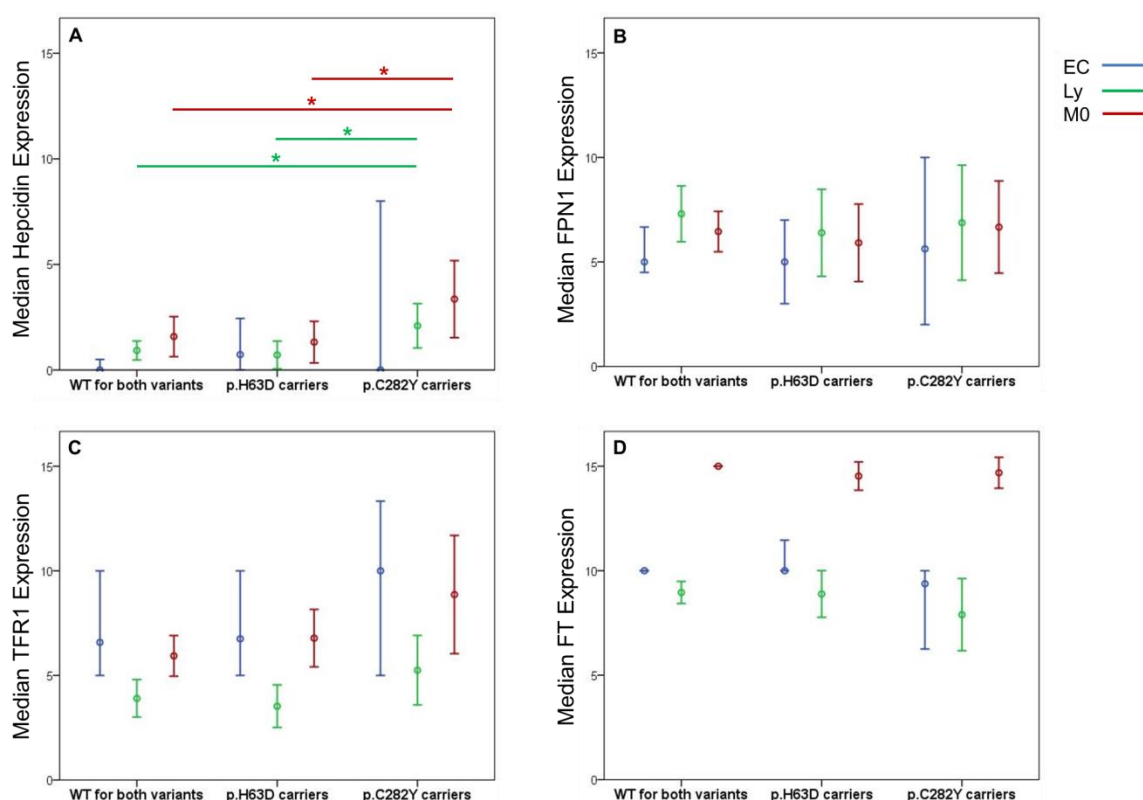 A
Median Hepcidin Expression
15
10
5
0
*
*
*
*
WT for both variants p.H63D carriers p.C282Y carriers
B
Median FPN1 Expression
15
10
5
0
WT for both variants p.H63D carriers p.C282Y carriers
EC
Ly
M0
C
Median TFR1 Expression
15
10
5
0
WT for both variants p.H63D carriers p.C282Y carriers
D
Median FT Expression
15
10
5
0
WT for both variants p.H63D carriers p.C282Y carriers